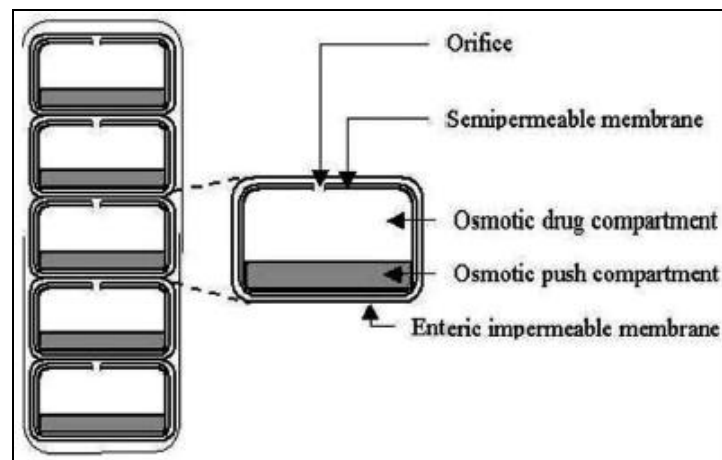 Orifice
Semipermeable membrane
Osmotic drug compartment
Osmotic push compartment
Enteric impermeable membrane